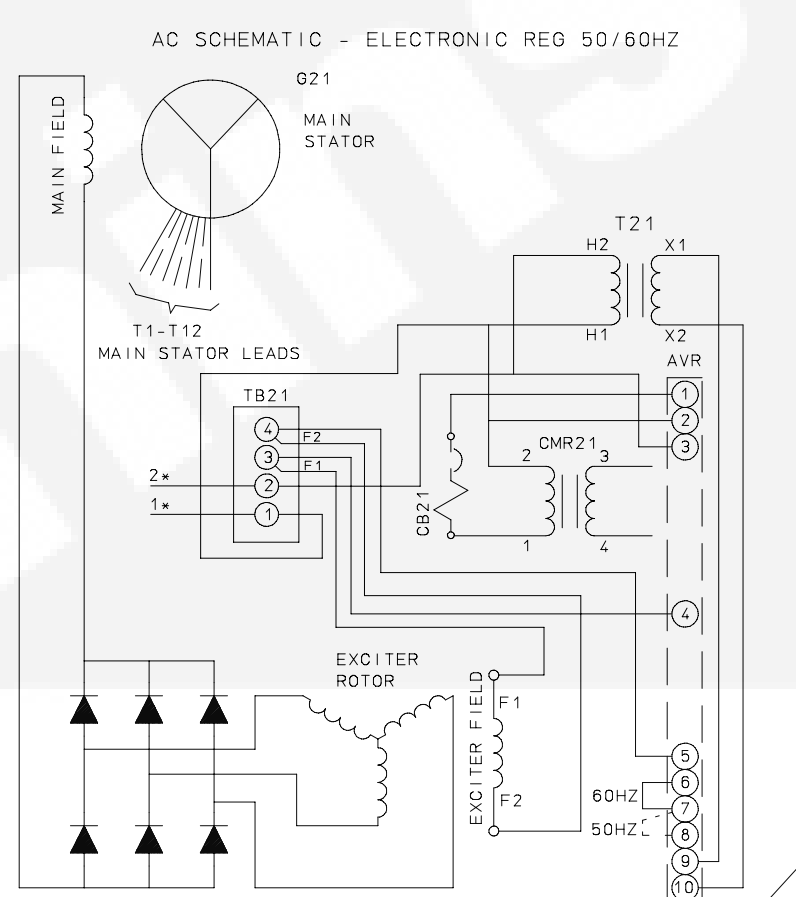 AC SCHEMATIC - ELECTRONIC REG 50/60HZ
G21
MAIN
STATOR
MAIN FIELD
T1-T12
MAIN STATOR LEADS
T21
H2
X1
H1
X2
AVR
1
2
3
TB21
4
F2
3
F1
2*
2
1*
1
CMR21
2
3
CB21
1
4
4
EXCITER
ROTOR
EXCITER FIELD
F1
F2
5
6
60HZ
7
50HZ
8
9
10